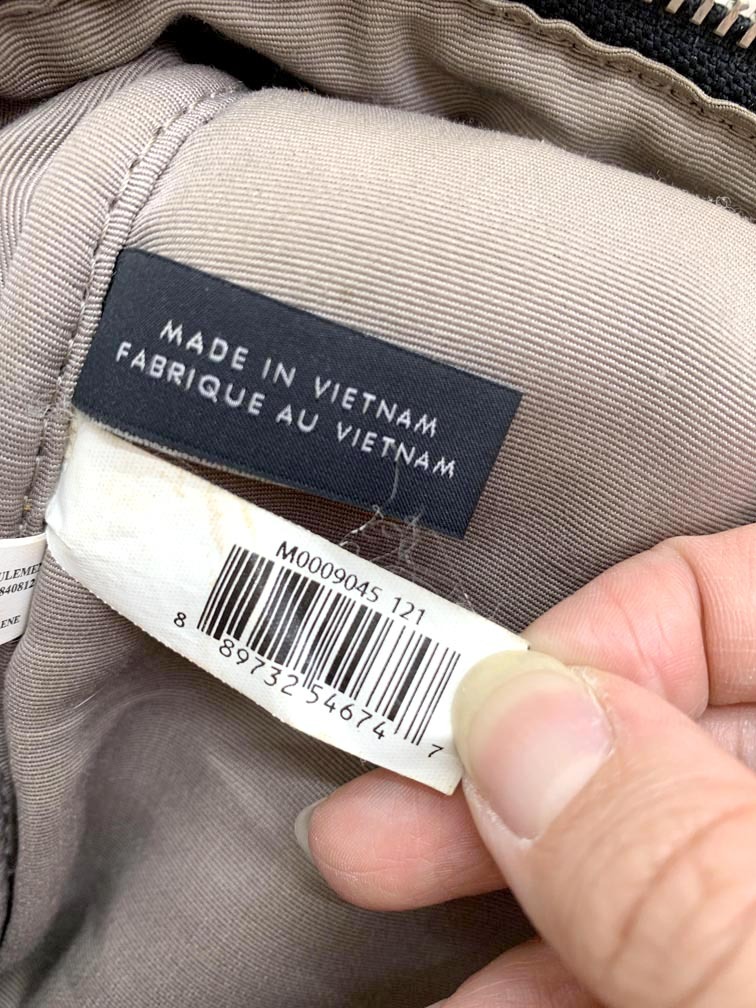 MADE IN VIETNAM
FABRIQUE AU VIETNAM
M0009045 121
8 89732 54674 7